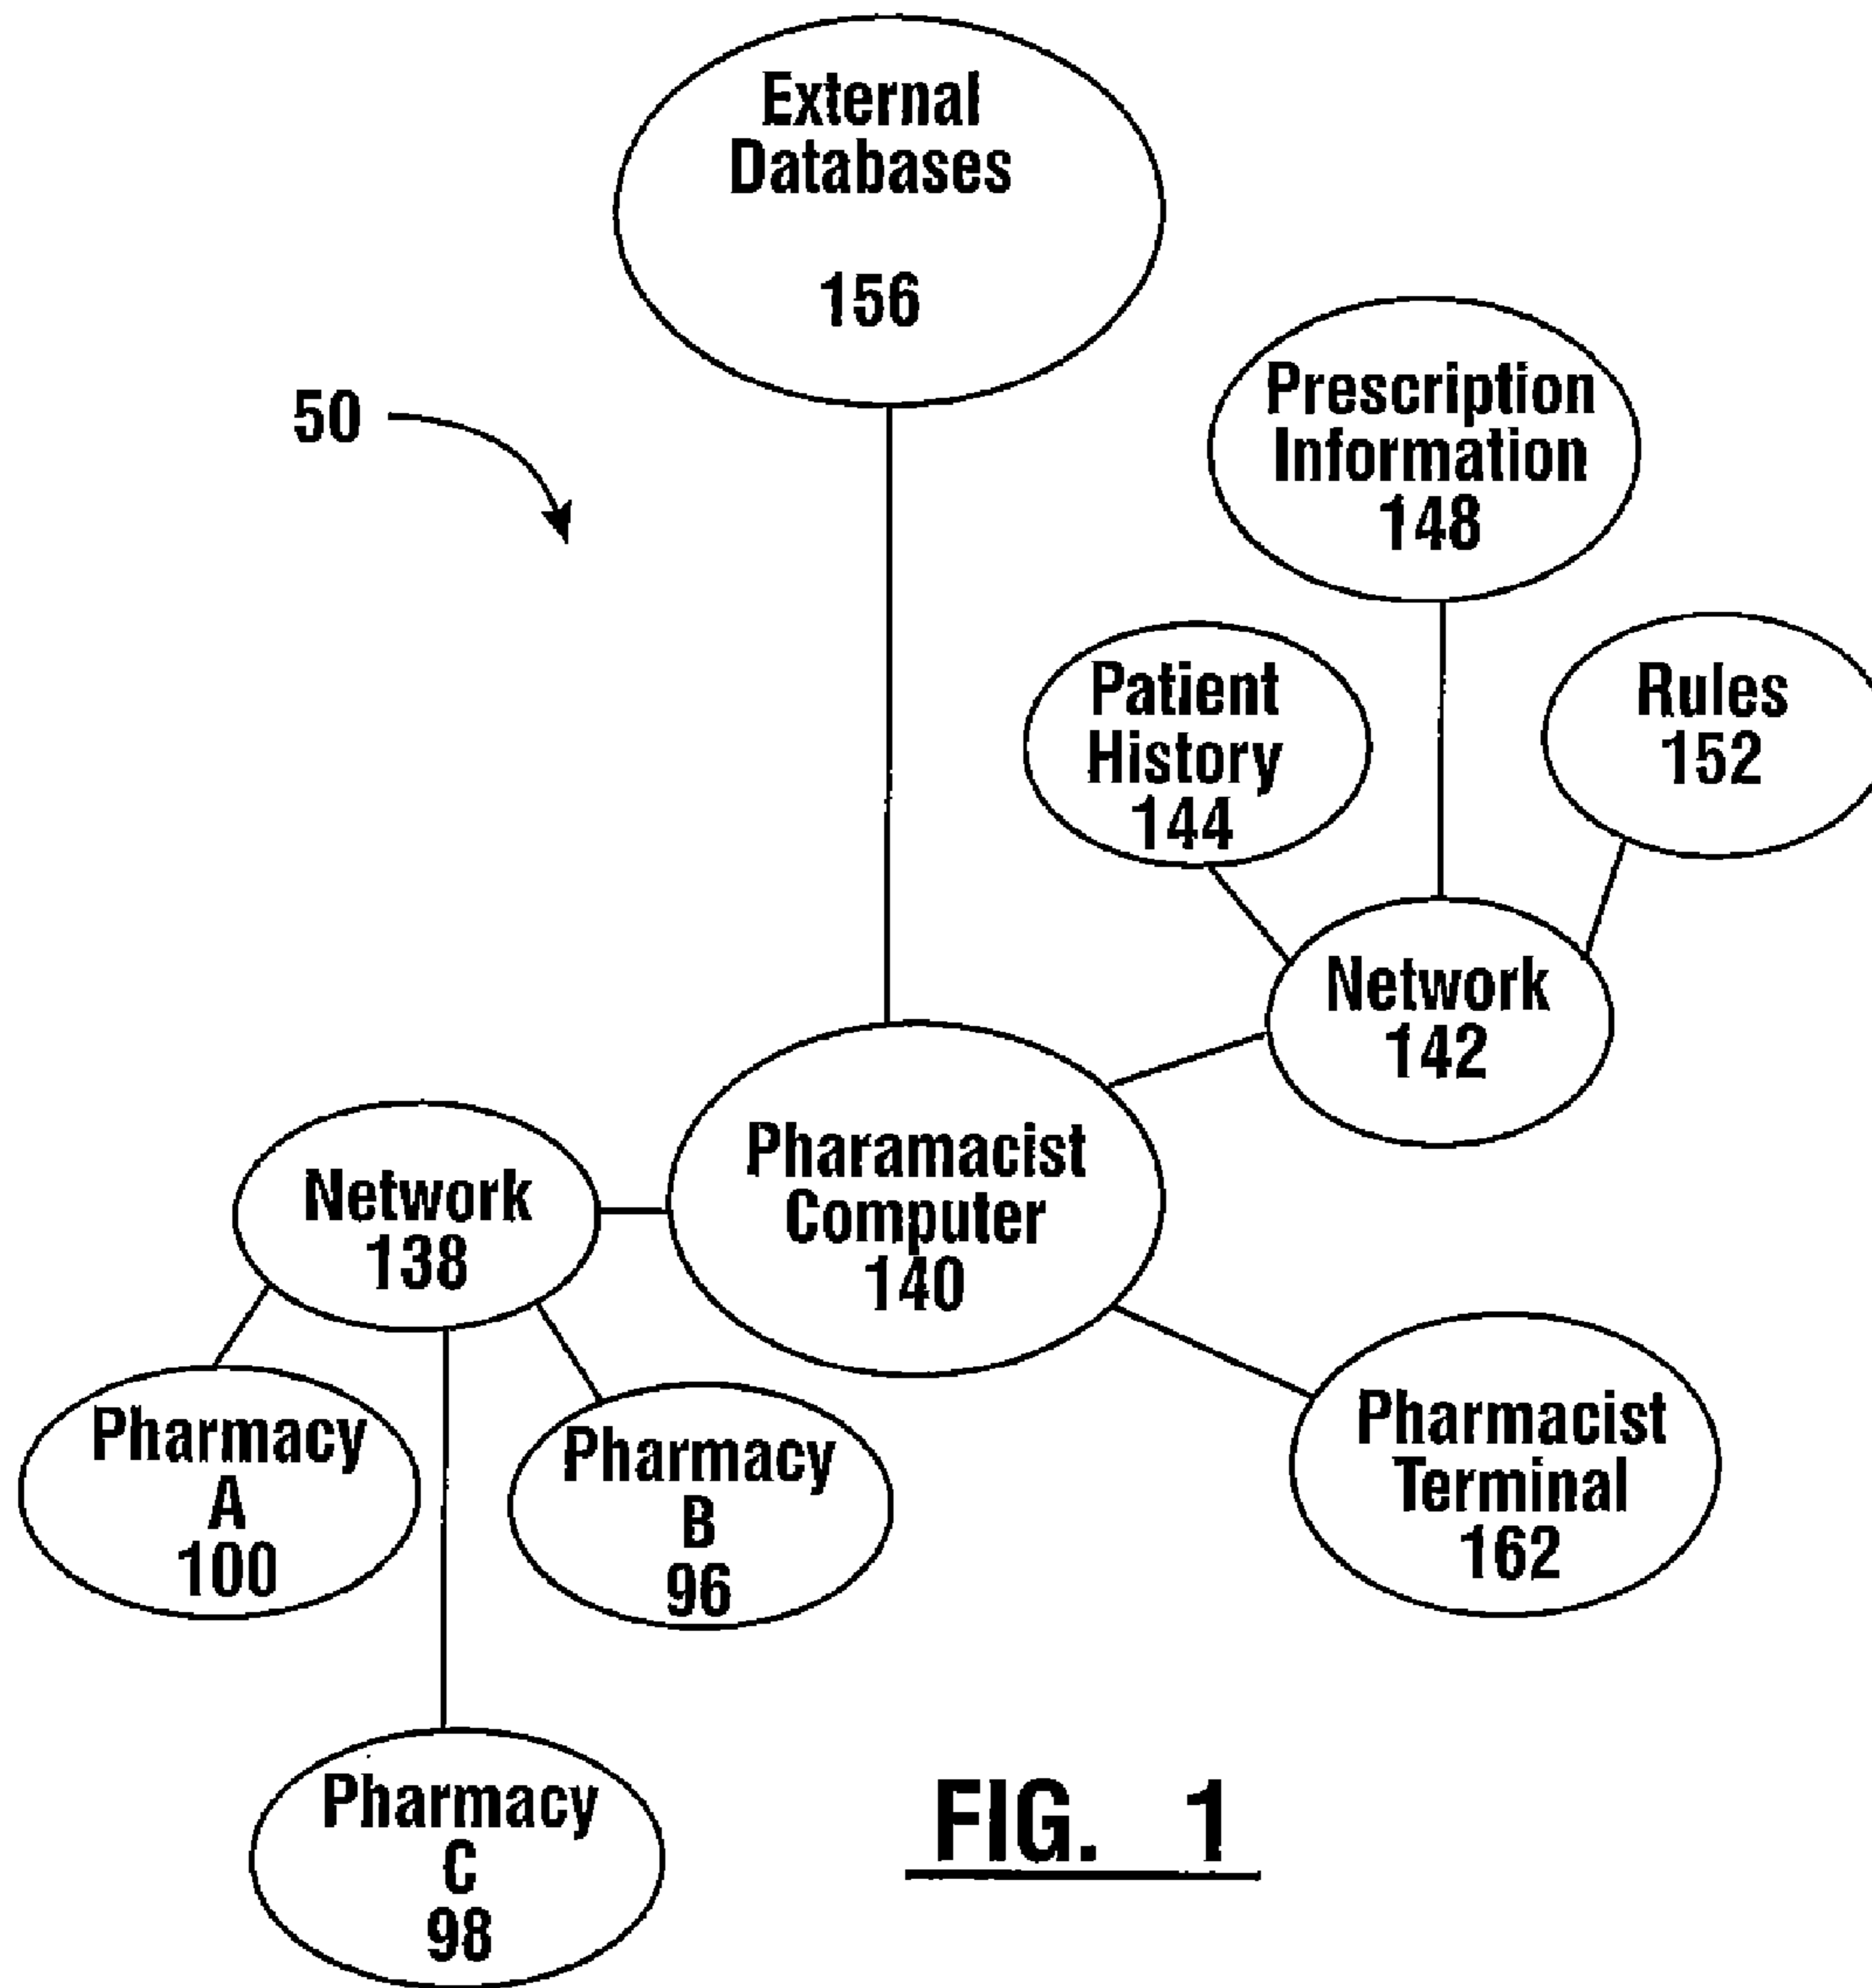 External
Databases
156
50
Prescription
Information
148
Patient
History
144
Rules
152
Network
142
Pharamacist
Computer
140
Network
138
Pharmacy
A
100
Pharmacy
B
96
Pharmacist
Terminal
162
Pharmacy
C
98
FIG. 1